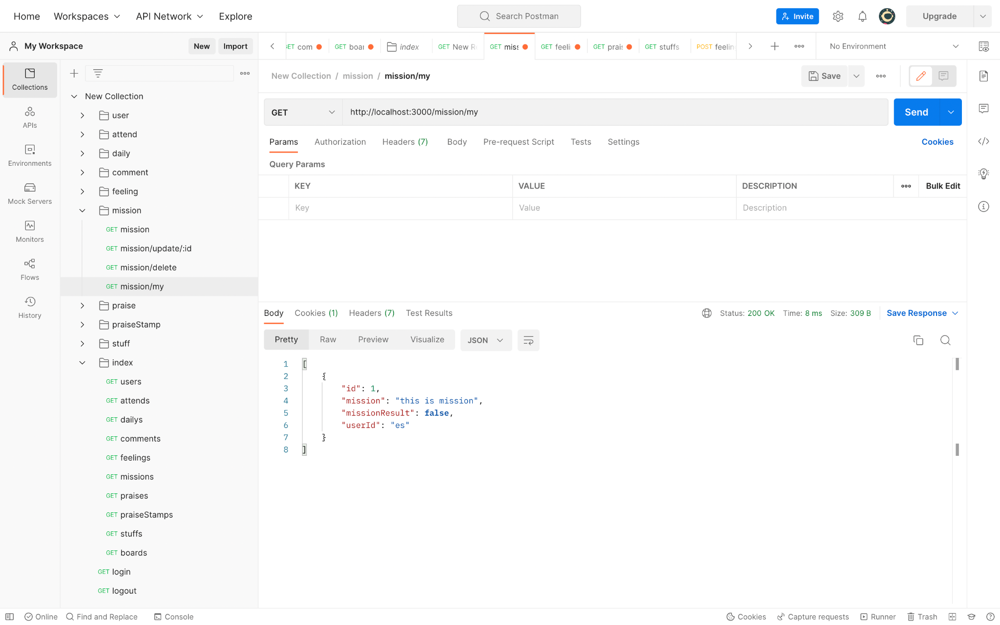 Home Workspaces API Network Explore Search Postman Invite Upgrade
My Workspace New Import
GET com GET boar index GET New Re GET miss GET feeli GET prais GET stuffs POST feelin No Environment
Collections
APIs
Environments
Mock Servers
Monitors
Flows
History
New Collection
user
attend
daily
comment
feeling
mission
GET mission
GET mission/update/:id
GET mission/delete
GET mission/my
praise
praiseStamp
stuff
index
GET users
GET attends
GET dailys
GET comments
GET feelings
GET missions
GET praises
GET praiseStamps
GET stuffs
GET boards
GET login
GET logout
New Collection / mission / mission/my Save
GET http://localhost:3000/mission/my Send
Params Authorization Headers (7) Body Pre-request Script Tests Settings Cookies
Query Params
KEY VALUE DESCRIPTION Bulk Edit
Key Value Description
Body Cookies (1) Headers (7) Test Results Status: 200 OK Time: 8 ms Size: 309 B Save Response
Pretty Raw Preview Visualize JSON
1 [
2 {
3 "id": 1,
4 "mission": "this is mission",
5 "missionResult": false,
6 "userId": "es"
7 }
8 ]
Online Find and Replace Console Cookies Capture requests Runner Trash